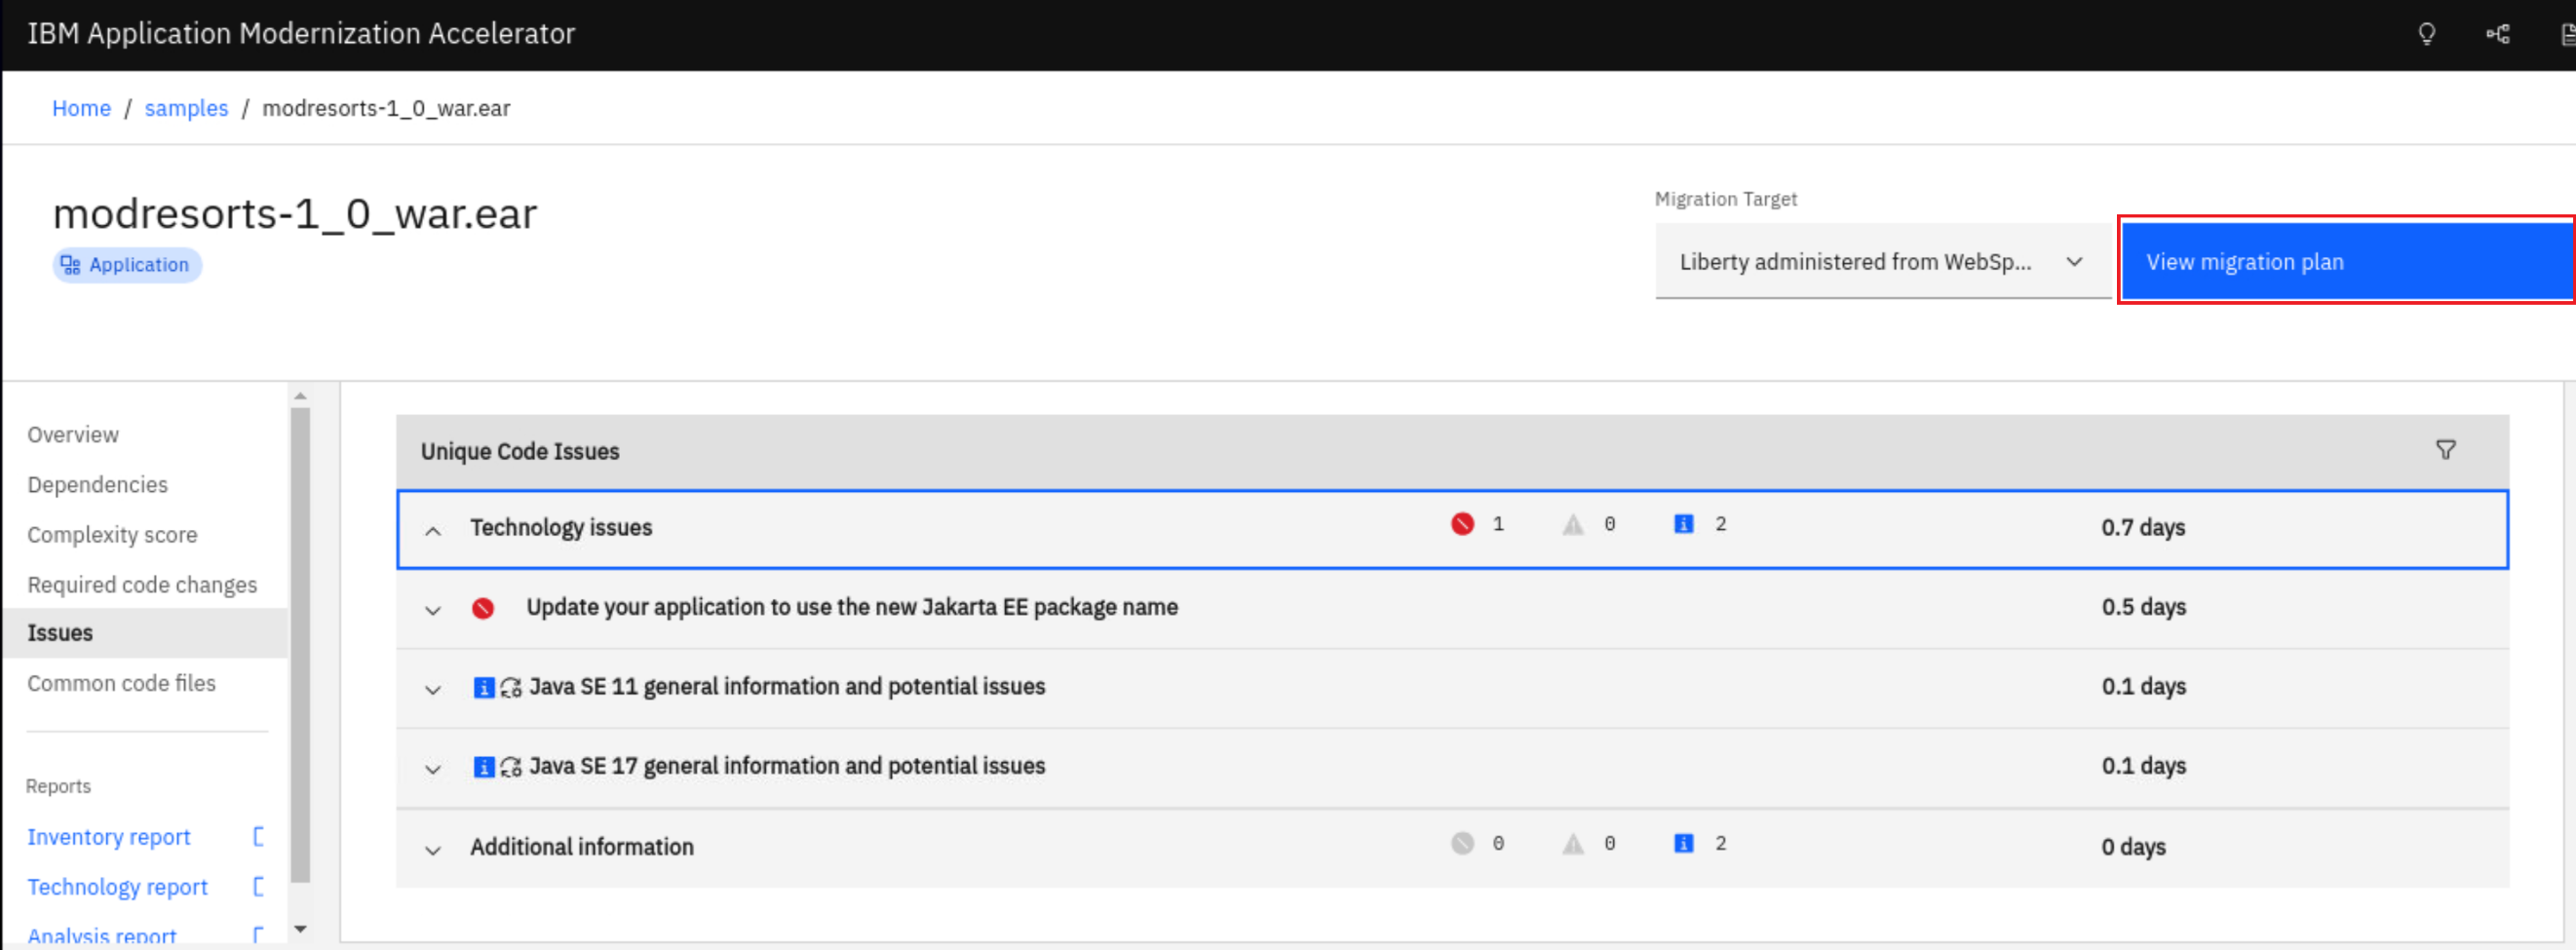 IBM Application Modernization Accelerator
Home / samples / modresorts-1_0_war.ear
modresorts-1_0_war.ear
Application
Migration Target
Liberty administered from WebSp...
View migration plan
Overview
Dependencies
Complexity score
Required code changes
Issues
Common code files
Reports
Inventory report
Technology report
Analysis report
Unique Code Issues
Technology issues 1 0 2 0.7 days
Update your application to use the new Jakarta EE package name 0.5 days
Java SE 11 general information and potential issues 0.1 days
Java SE 17 general information and potential issues 0.1 days
Additional information 0 0 2 0 days